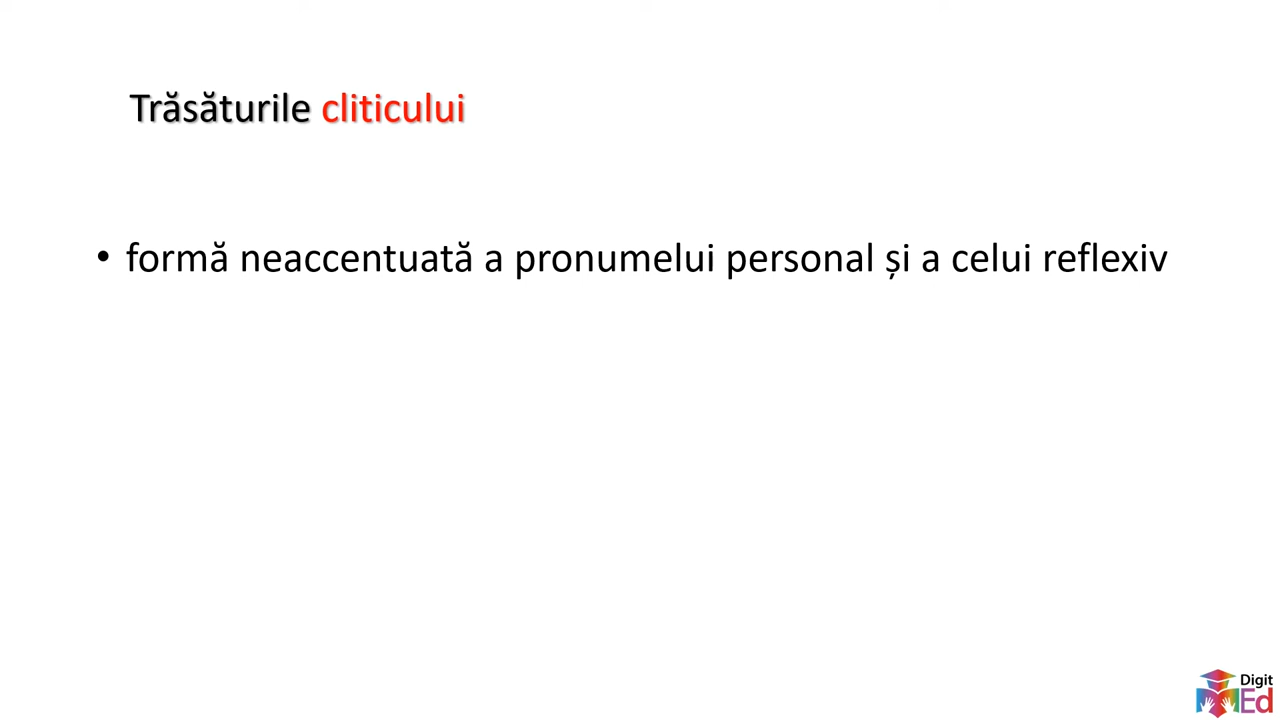 Trăsăturile cliticului
• formă neaccentuată a pronumelui personal și a celui reflexiv
Digit
Ed